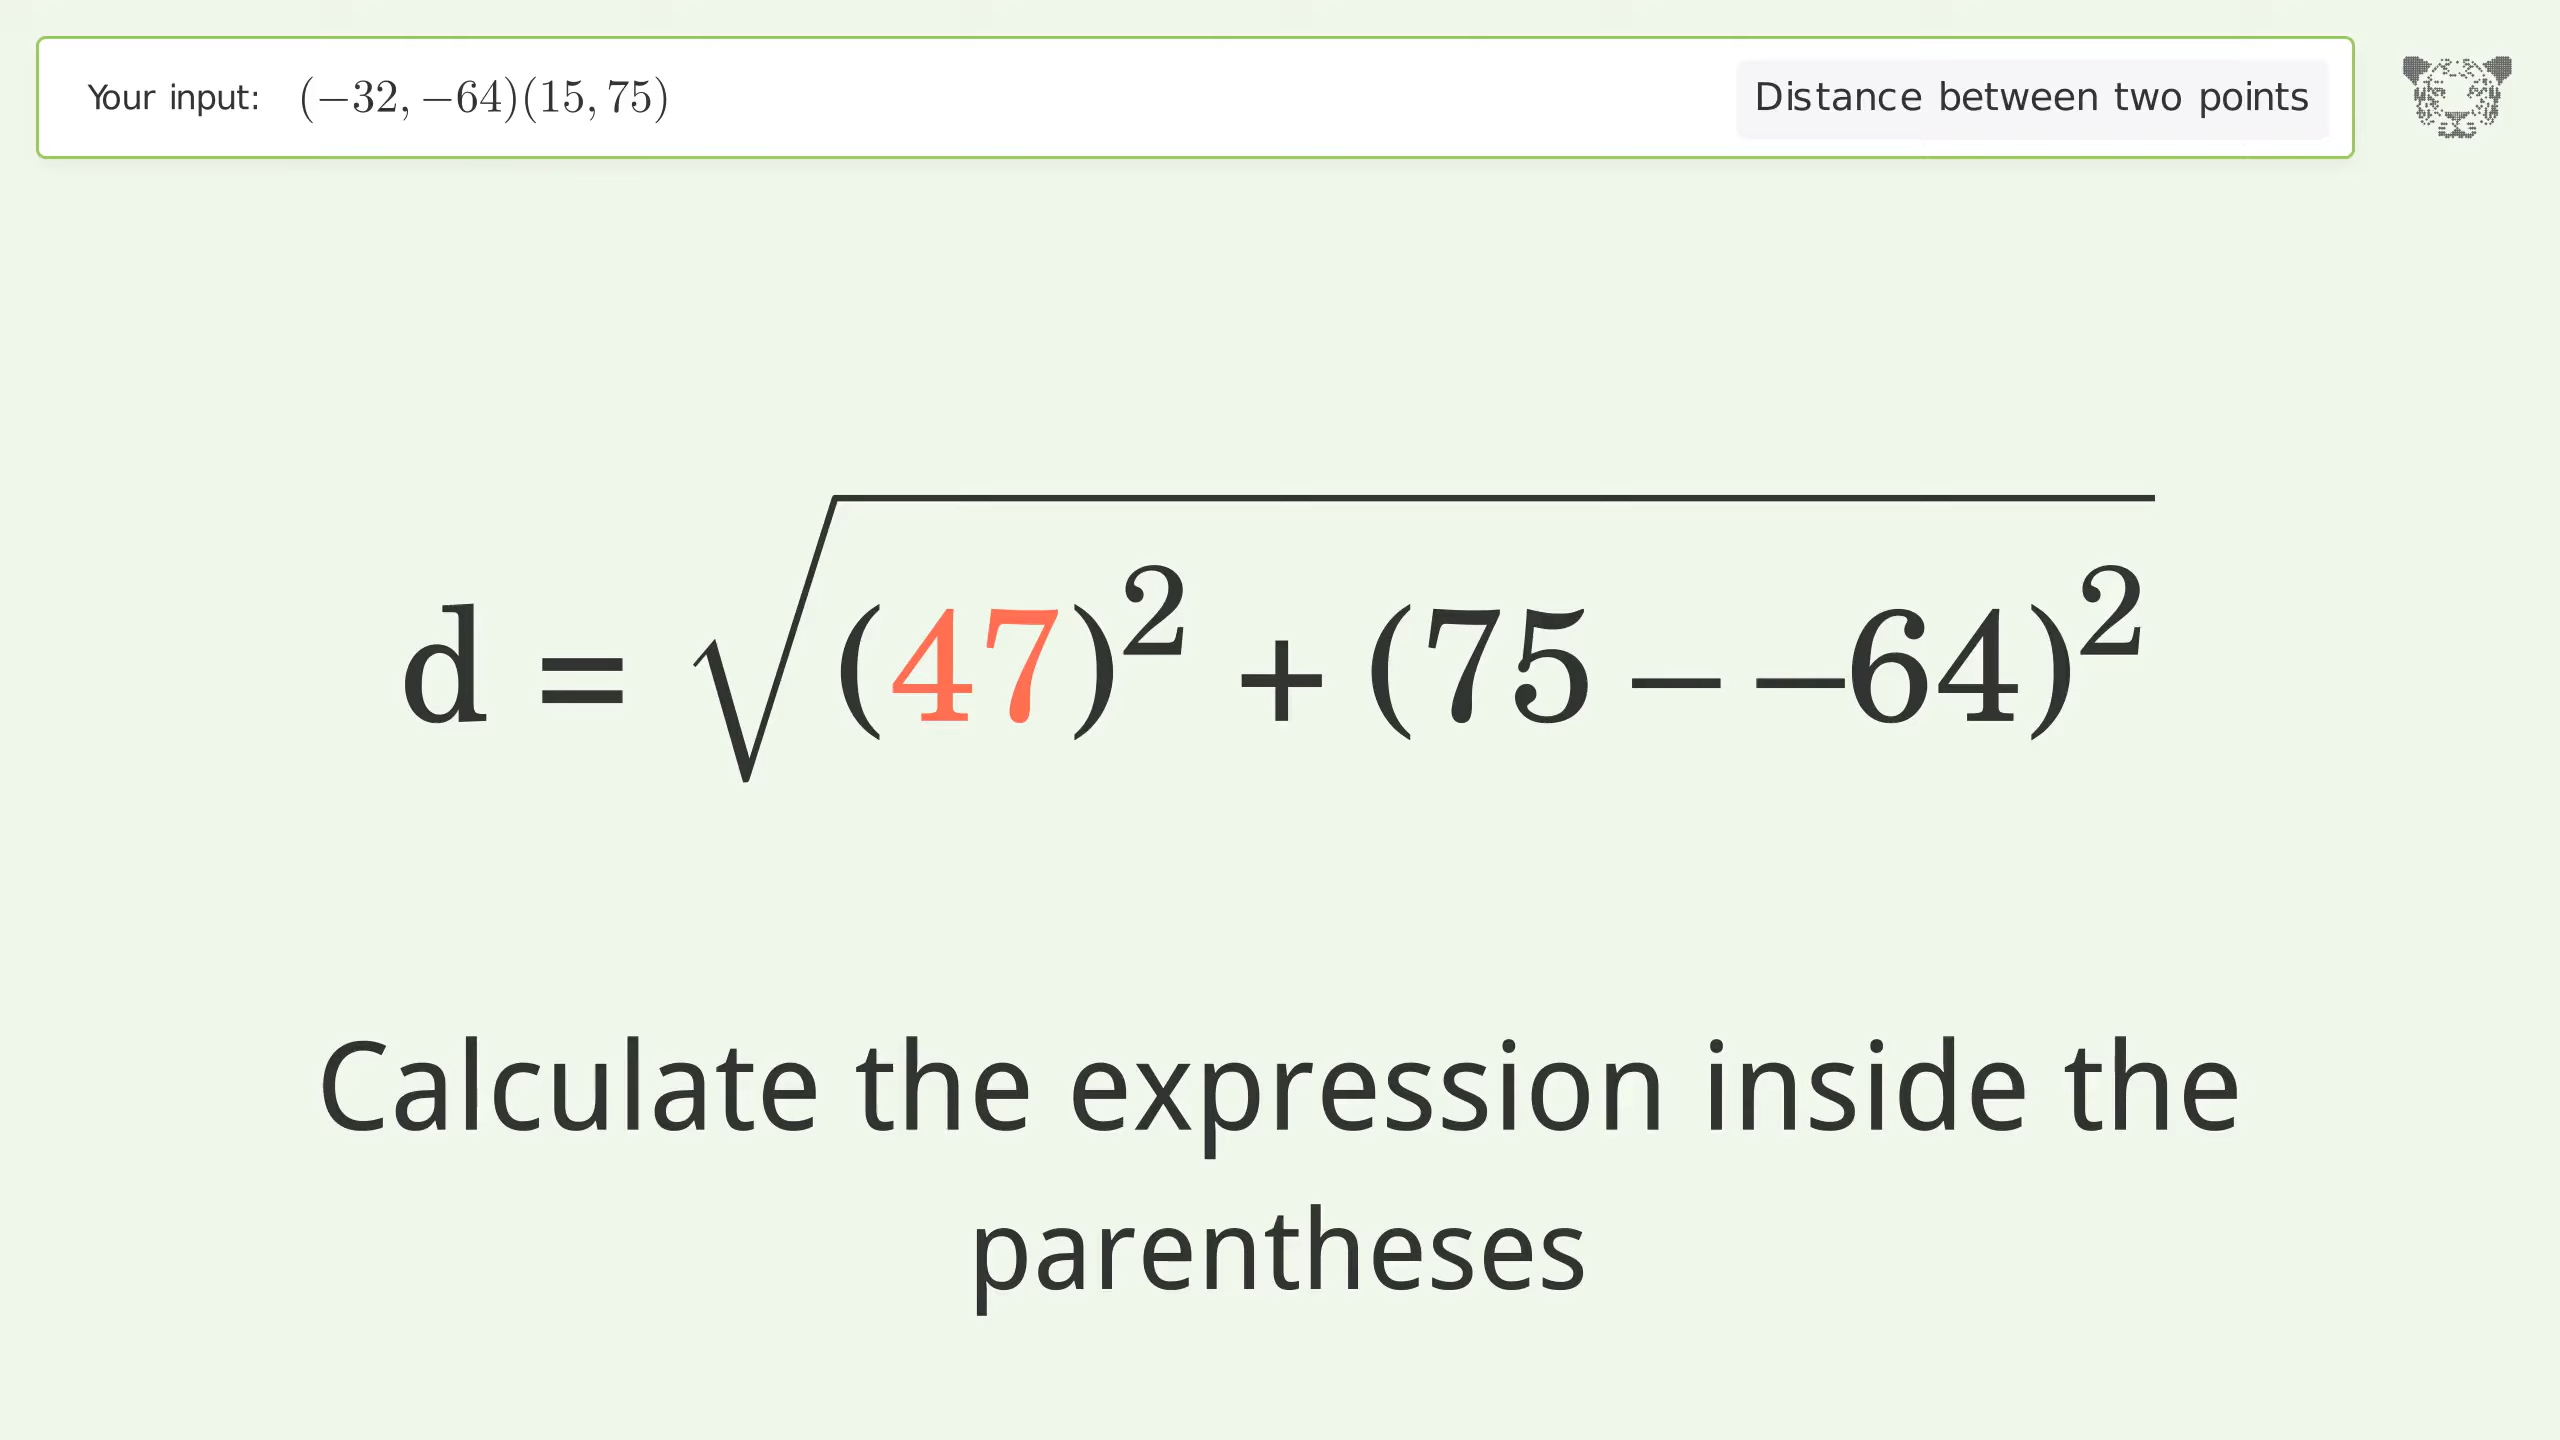 Your input: (−32, −64)(15, 75)
Distance between two points
d = √(47)² + (75 − −64)²
Calculate the expression inside the
parentheses